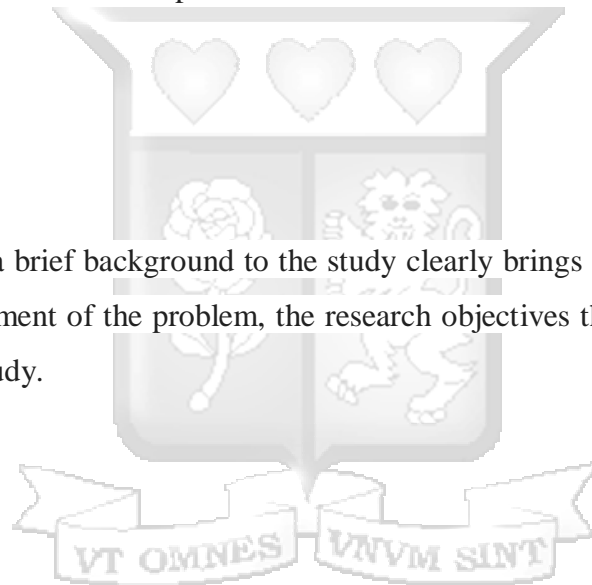 a brief background to the study clearly brings
ment of the problem, the research objectives th
udy.
VT OMNES VNVM SINT